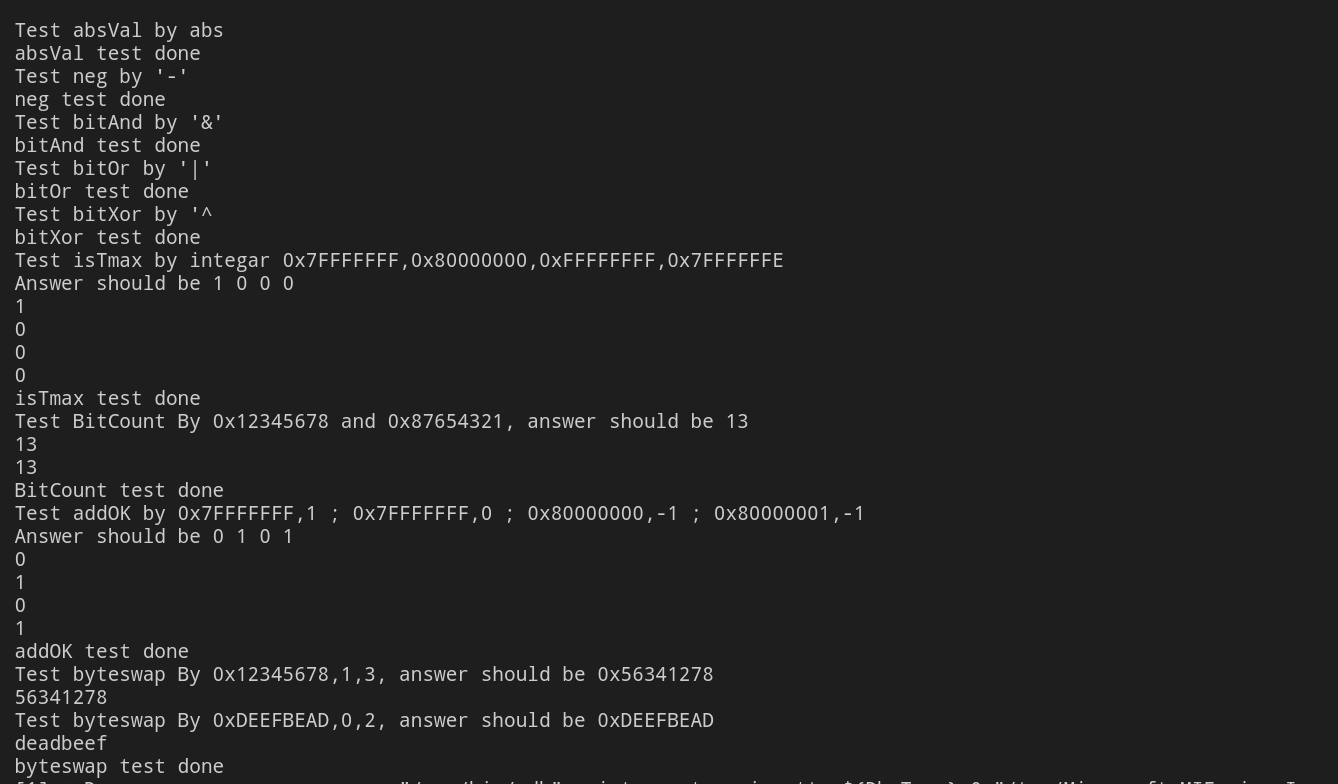 Test absVal by abs
absVal test done
Test neg by '-'
neg test done
Test bitAnd by '&'
bitAnd test done
Test bitOr by '|'
bitOr test done
Test bitXor by '^
bitXor test done
Test isTmax by integar 0x7FFFFFFF,0x80000000,0xFFFFFFFF,0x7FFFFFFE
Answer should be 1 0 0 0
1
0
0
0
isTmax test done
Test BitCount By 0x12345678 and 0x87654321, answer should be 13
13
13
BitCount test done
Test addOK by 0x7FFFFFFF,1 ; 0x7FFFFFFF,0 ; 0x80000000,-1 ; 0x80000001,-1
Answer should be 0 1 0 1
0
1
0
1
addOK test done
Test byteswap By 0x12345678,1,3, answer should be 0x56341278
56341278
Test byteswap By 0xDEEFBEAD,0,2, answer should be 0xDEEFBEAD
deadbeef
byteswap test done